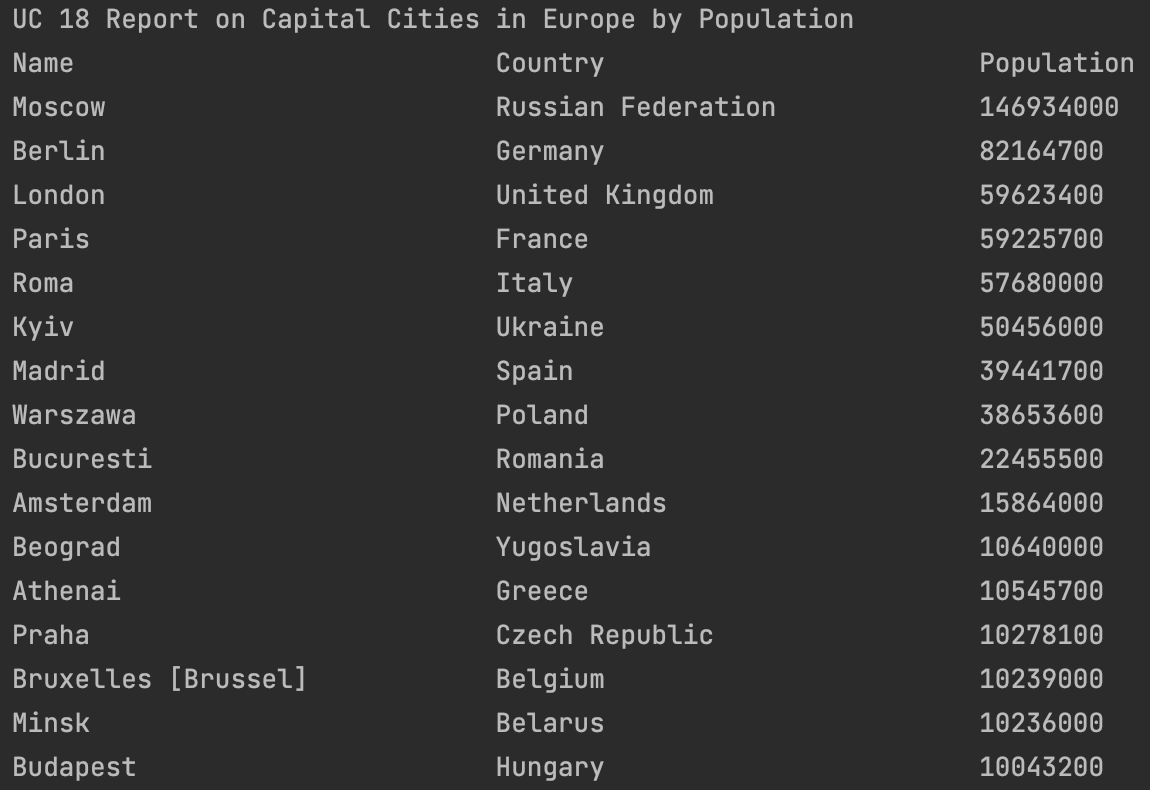 UC 18 Report on Capital Cities in Europe by Population
Name Country Population
Moscow Russian Federation 146934000
Berlin Germany 82164700
London United Kingdom 59623400
Paris France 59225700
Roma Italy 57680000
Kyiv Ukraine 50456000
Madrid Spain 39441700
Warszawa Poland 38653600
Bucuresti Romania 22455500
Amsterdam Netherlands 15864000
Beograd Yugoslavia 10640000
Athenai Greece 10545700
Praha Czech Republic 10278100
Bruxelles [Brussel] Belgium 10239000
Minsk Belarus 10236000
Budapest Hungary 10043200